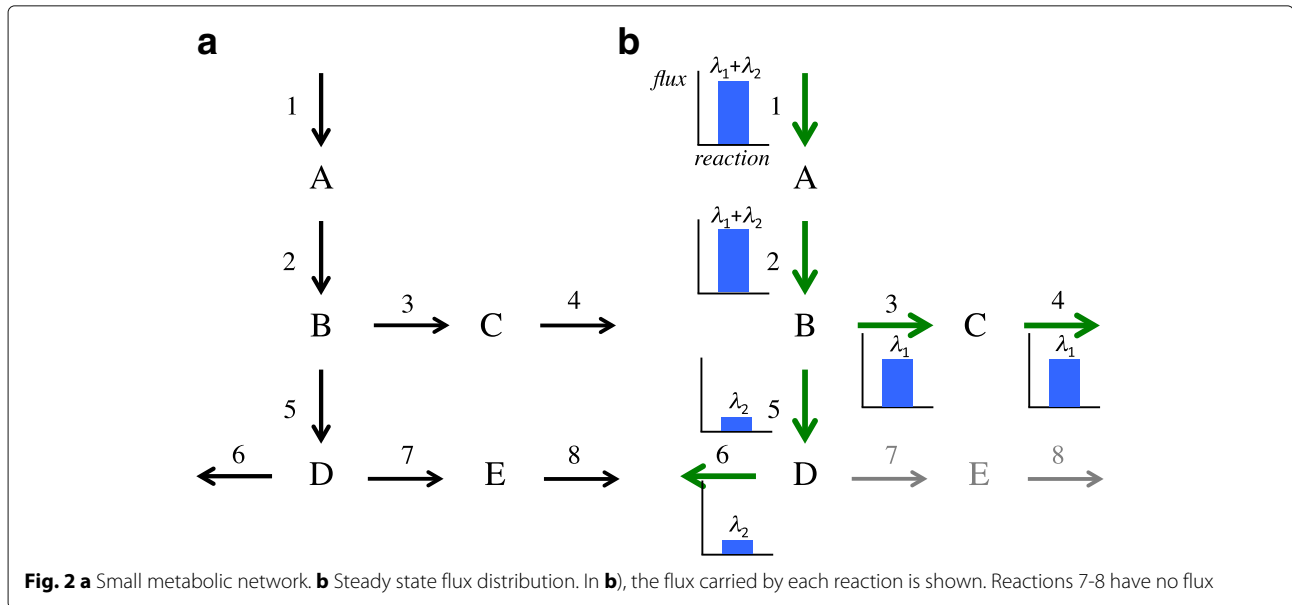 a
b
flux
λ₁+λ₂
1
1
reaction
A
A
λ₁+λ₂
2
2
B
3
C
4
B
3
C
4
λ₁
λ₁
5
λ₂
5
6
D
7
E
8
6
D
7
E
8
λ₂
Fig. 2 a Small metabolic network. b Steady state flux distribution. In b), the flux carried by each reaction is shown. Reactions 7-8 have no flux